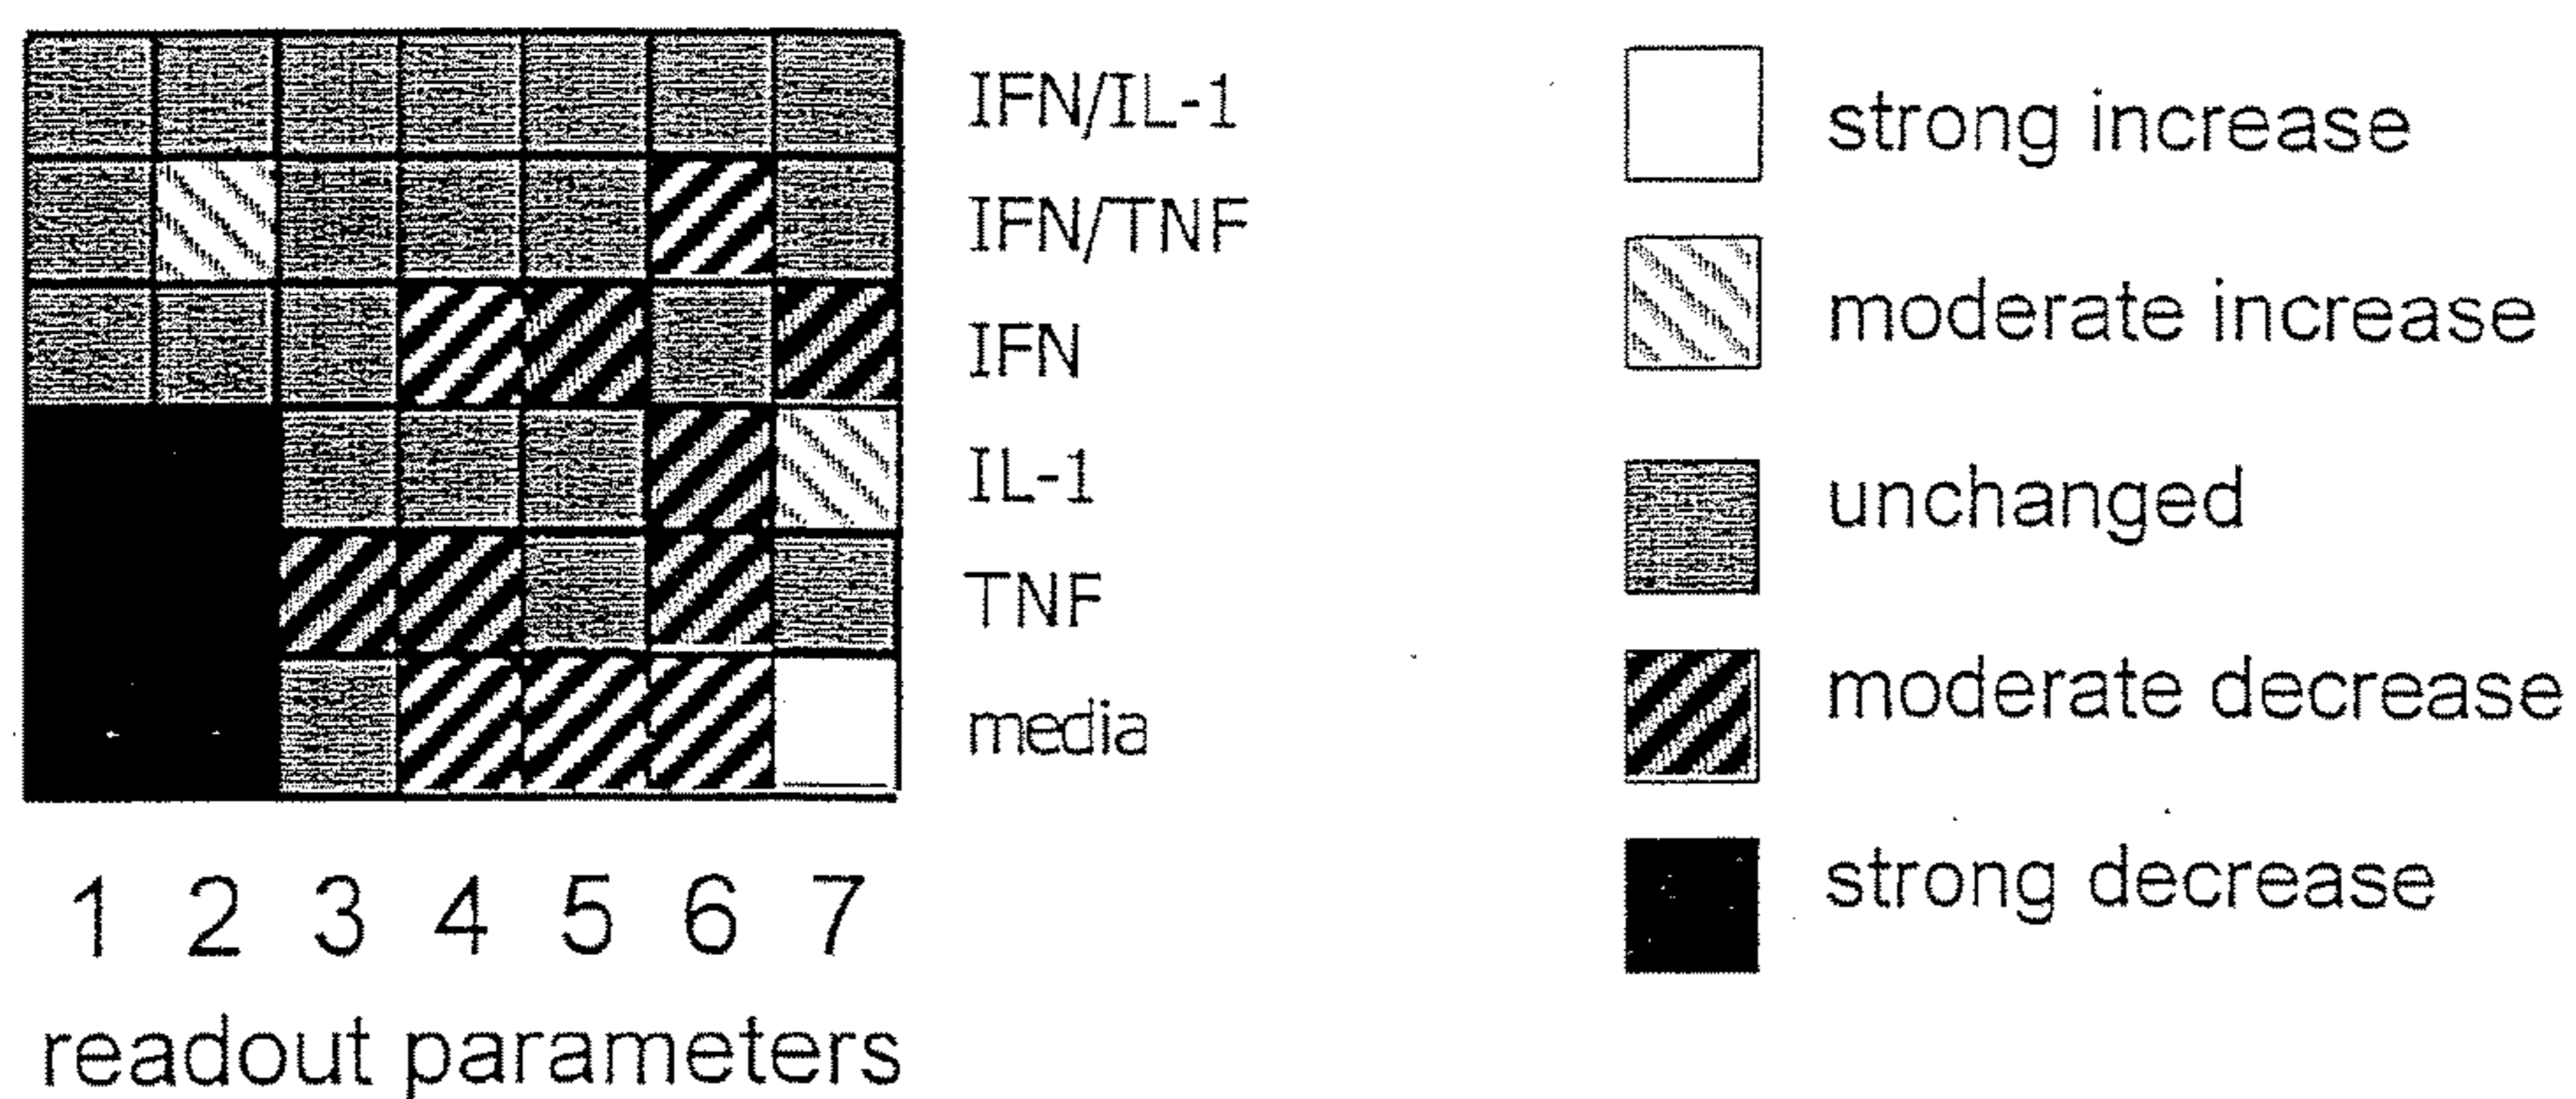 IFN/IL-1
IFN/TNF
IFN
IL-1
TNF
media
1 2 3 4 5 6 7
readout parameters
strong increase
moderate increase
unchanged
moderate decrease
strong decrease